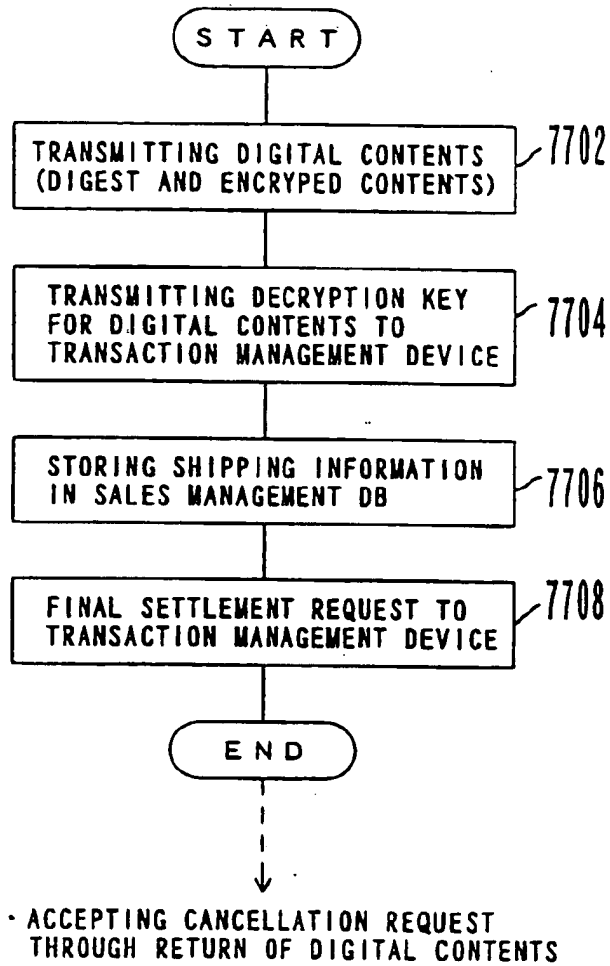 START
TRANSMITTING DIGITAL CONTENTS
(DIGEST AND ENCRYPED CONTENTS)
7702
TRANSMITTING DECRYPTION KEY
FOR DIGITAL CONTENTS TO
TRANSACTION MANAGEMENT DEVICE
7704
STORING SHIPPING INFORMATION
IN SALES MANAGEMENT DB
7706
FINAL SETTLEMENT REQUEST TO
TRANSACTION MANAGEMENT DEVICE
7708
END
· ACCEPTING CANCELLATION REQUEST
THROUGH RETURN OF DIGITAL CONTENTS